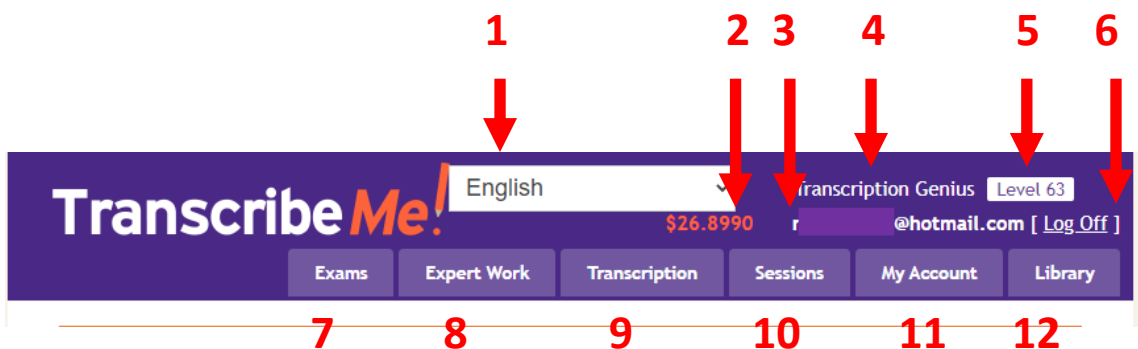 1 2 3 4 5 6
TranscribeMe!
English
Transcription Genius Level 63
$26.8990 r @hotmail.com [ Log Off ]
Exams Expert Work Transcription Sessions My Account Library
7 8 9 10 11 12